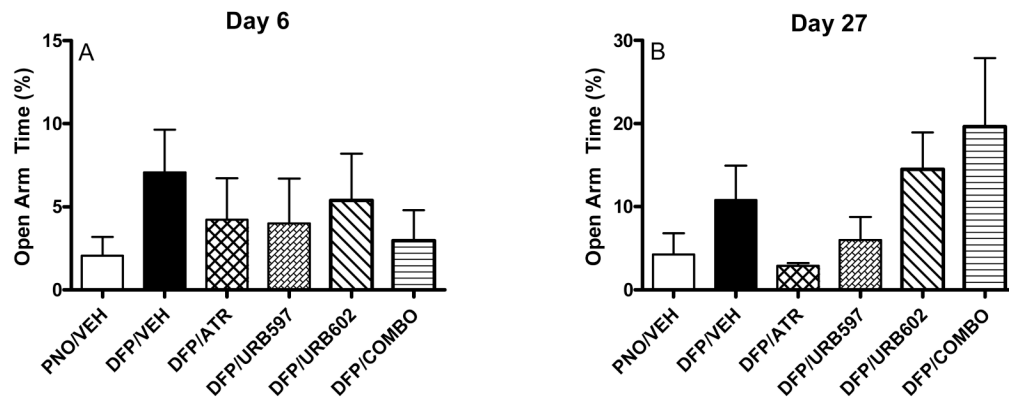 Day 6
A
Open Arm Time (%)
15
10
5
0
PNO/VEH
DFP/VEH
DFP/ATR
DFP/URB597
DFP/URB602
DFP/COMBO
Day 27
B
Open Arm Time (%)
30
20
10
0
PNO/VEH
DFP/VEH
DFP/ATR
DFP/URB597
DFP/URB602
DFP/COMBO